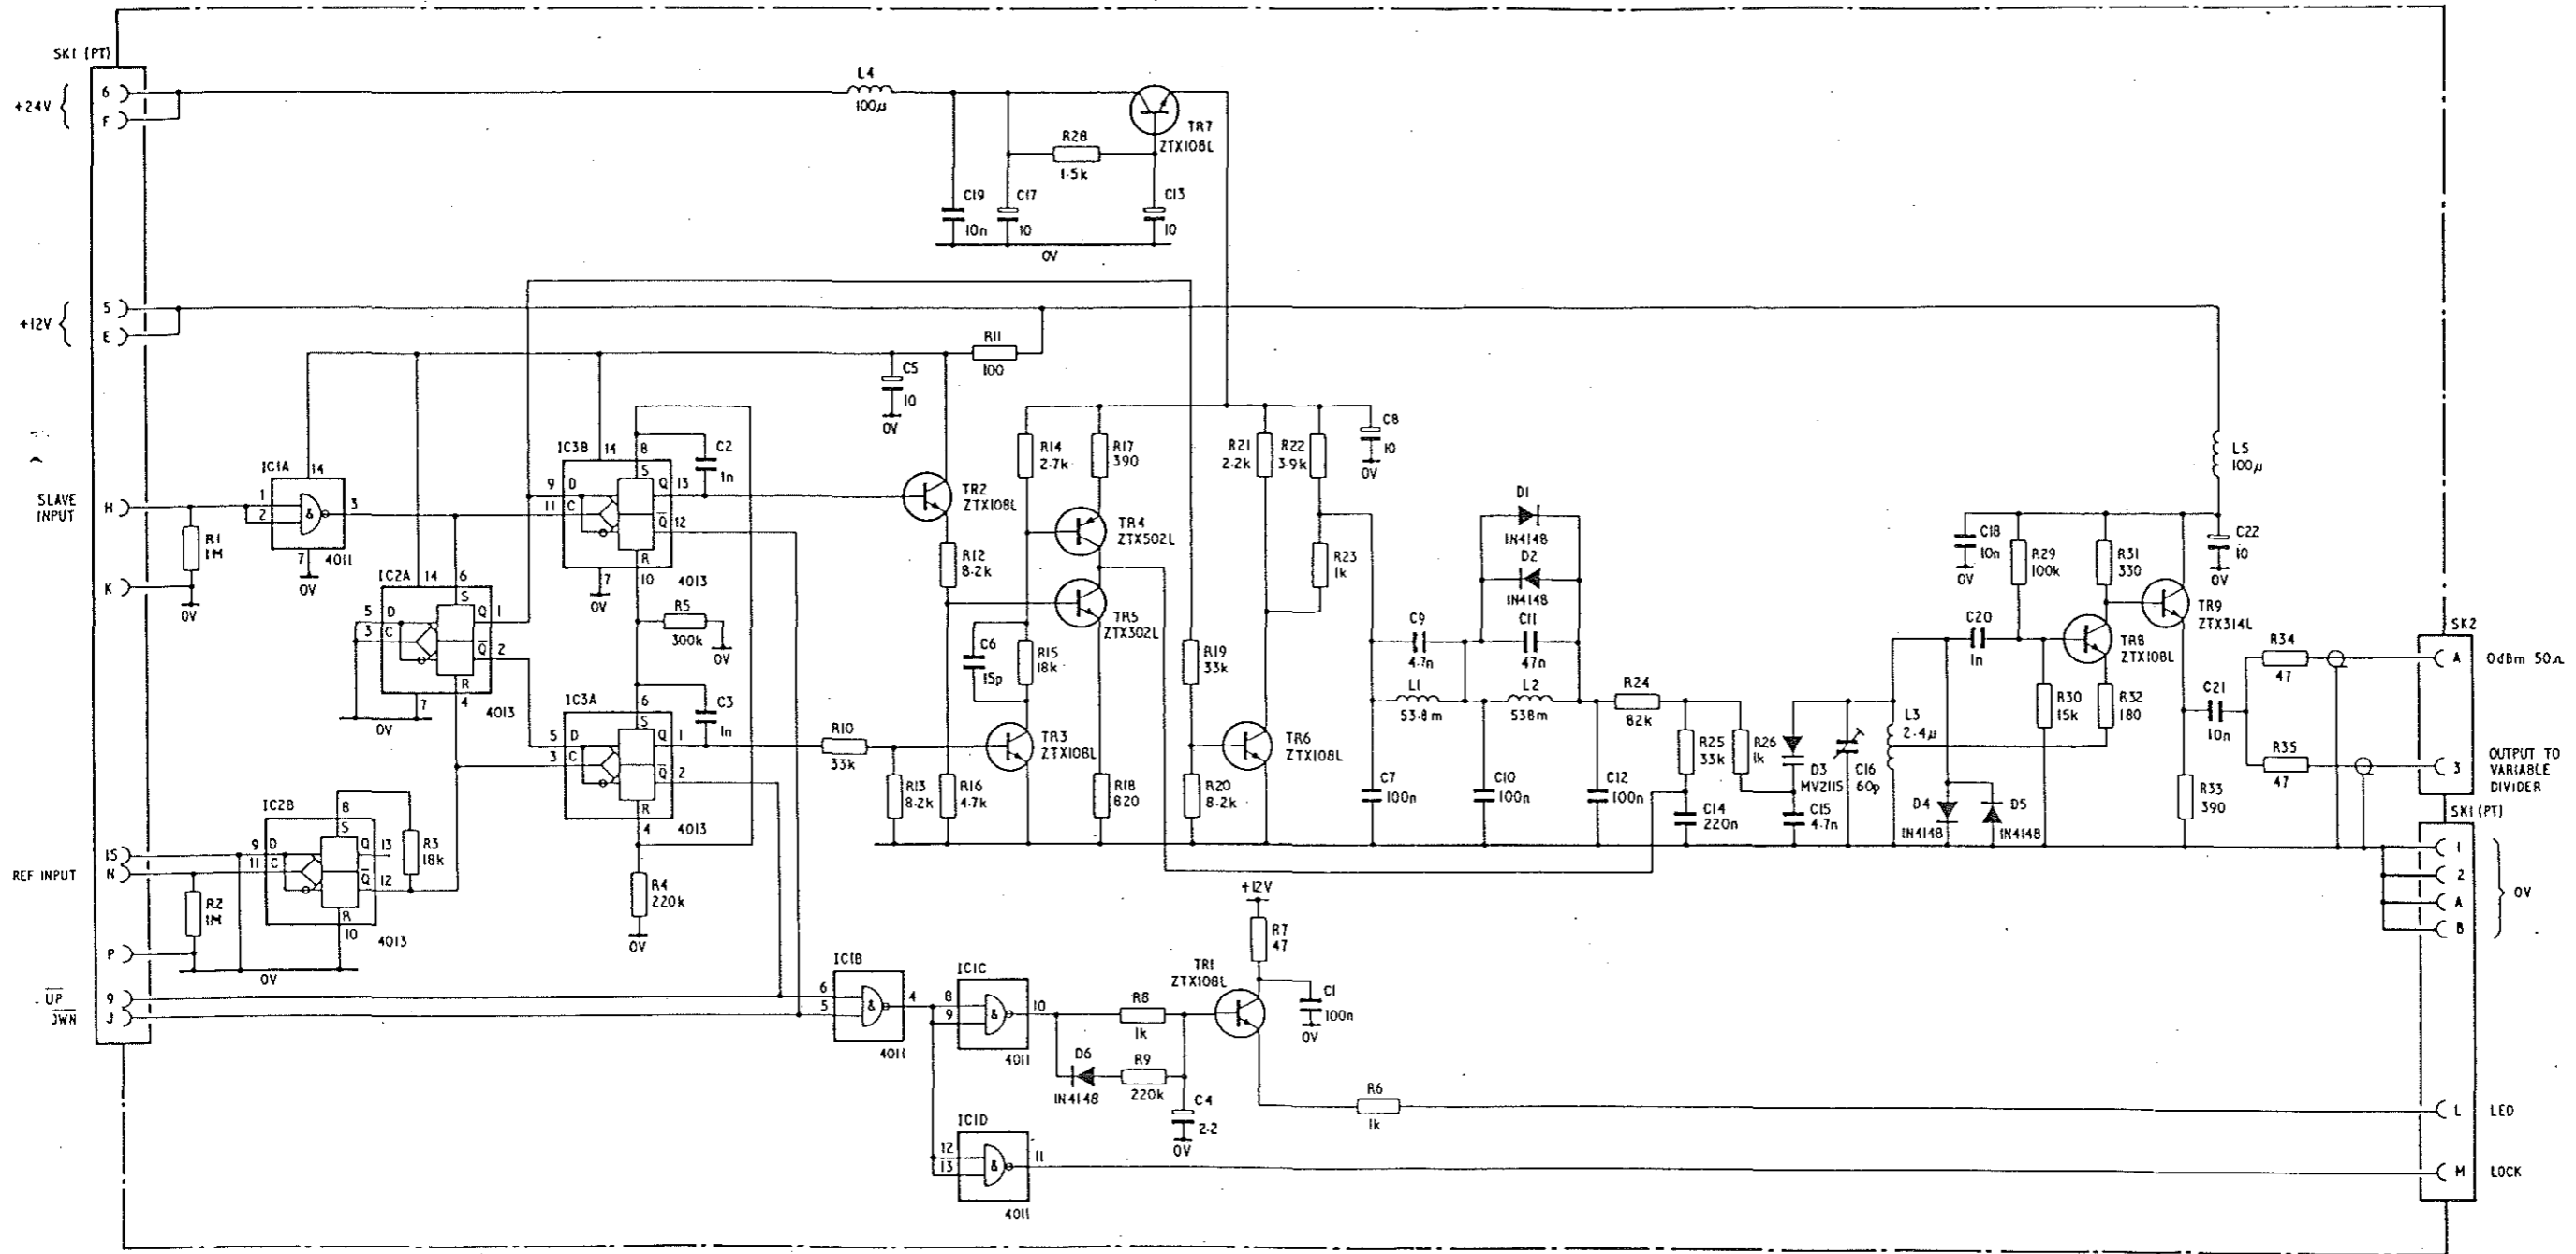 SK1 (PT)
+24V
6
F
L4
100µ
TR7
ZTX108L
R28
1·5k
C19
10n
C17
10
C13
10
0V
+12V
5
E
R11
100
C5
10
0V
SLAVE
INPUT
H
K
R1
1M
0V
IC1A
14
1
2
3
&
7
4011
0V
IC2A
14
6
5
D
S
Q
1
3
C
Q
2
R
4
7
4013
0V
IC3B
14
8
9
D
S
Q
13
11
C
Q
12
R
7
10
4013
0V
C2
1n
R5
300k
0V
IC3A
6
5
D
S
Q
1
3
C
Q
2
R
4
4013
C3
1n
R4
220k
0V
REF INPUT
15
N
P
R2
1M
0V
IC2B
8
9
D
S
Q
13
11
C
Q
12
R
10
4013
R3
18k
UP
9
J
TR2
ZTX108L
R12
8·2k
R10
33k
R13
8·2k
R16
4·7k
R14
2·7k
R17
390
TR4
ZTX502L
TR5
ZTX302L
C6
15p
R15
18k
TR3
ZTX108L
R18
820
R19
33k
R20
8·2k
R21
2·2k
R22
3·9k
C8
10
0V
R23
1k
TR6
ZTX108L
D1
1N4148
D2
1N4148
C9
4·7n
C11
47n
L1
53·8m
L2
538m
C7
100n
C10
100n
C12
100n
R24
82k
R25
33k
R26
1k
C14
220n
D3
MV2115
C15
4·7n
C16
60p
L3
2·4µ
C18
10n
0V
R29
100k
R31
330
C22
10
0V
L5
100µ
C20
1n
TR8
ZTX108L
TR9
ZTX314L
R30
15k
R32
180
D4
1N4148
D5
1N4148
C21
10n
R33
390
R34
47
R35
47
SK2
A
0dBm 50Ω
3
OUTPUT TO
VARIABLE
DIVIDER
SK1 (PT)
1
2
A
B
0V
IC1B
6
5
&
4
4011
IC1C
8
9
&
10
4011
IC1D
12
13
&
11
4011
R8
1k
D6
1N4148
R9
220k
C4
2·2
0V
+12V
R7
47
TR1
ZTX108L
C1
100n
0V
R6
1k
L
LED
M
LOCK